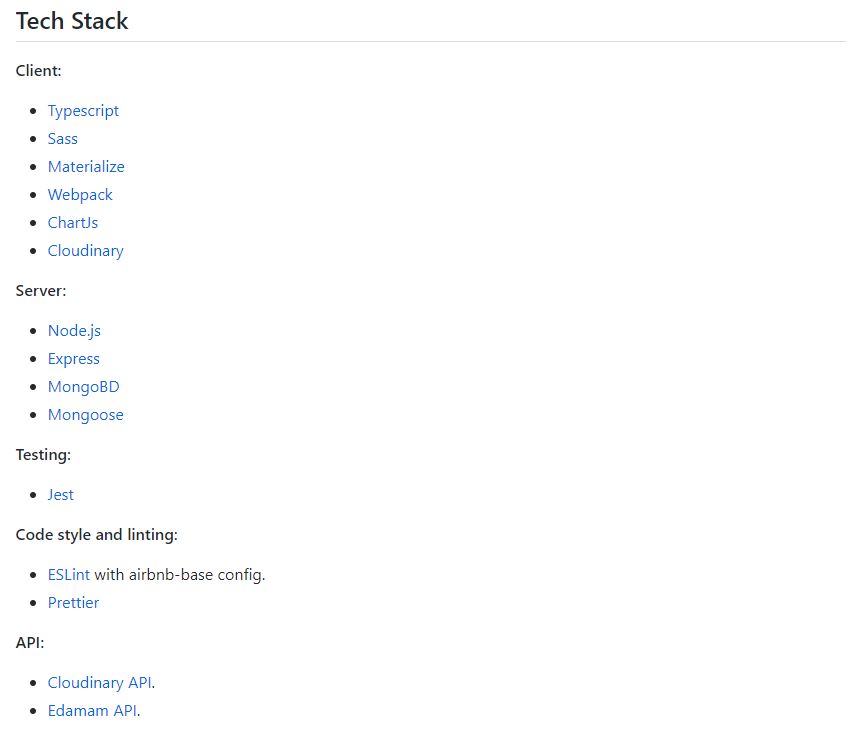 Tech Stack
Client:
Typescript
Sass
Materialize
Webpack
ChartJs
Cloudinary
Server:
Node.js
Express
MongoBD
Mongoose
Testing:
Jest
Code style and linting:
ESLint with airbnb-base config.
Prettier
API:
Cloudinary API.
Edamam API.